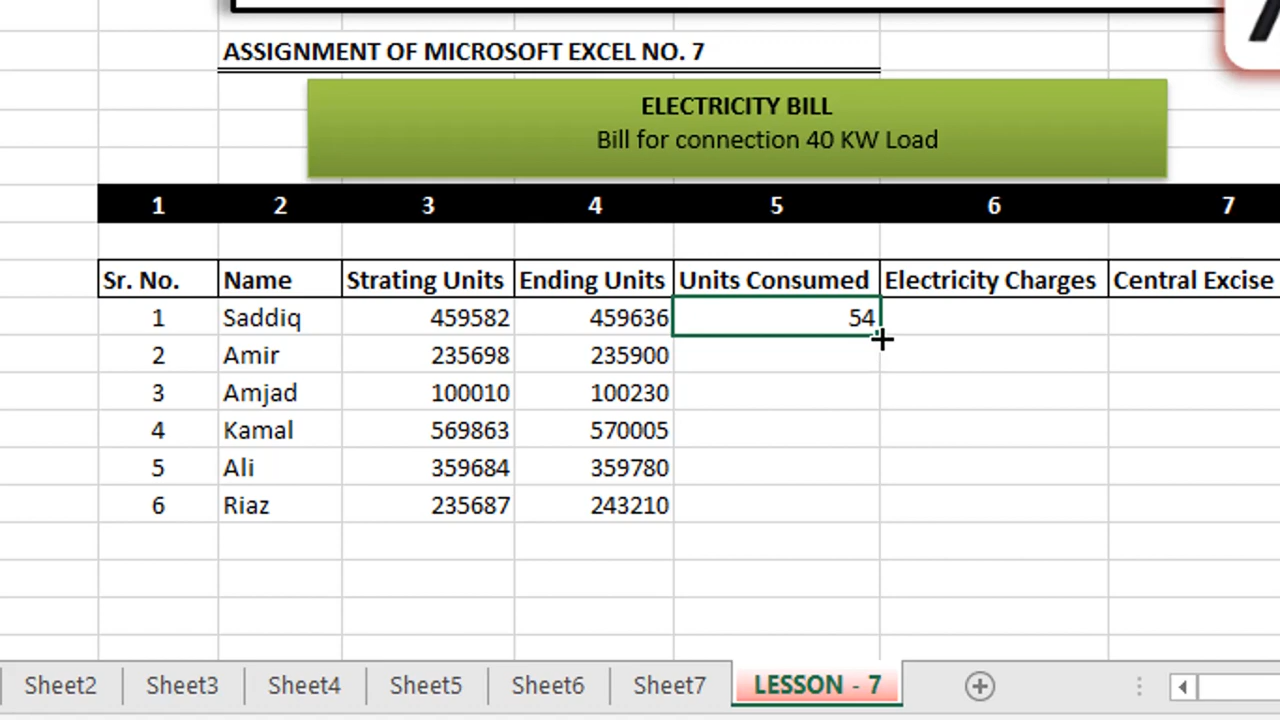 ASSIGNMENT OF MICROSOFT EXCEL NO. 7
ELECTRICITY BILL
Bill for connection 40 KW Load
1 2 3 4 5 6 7
Sr. No. Name Strating Units Ending Units Units Consumed Electricity Charges Central Excise
1 Saddiq 459582 459636 54
2 Amir 235698 235900
3 Amjad 100010 100230
4 Kamal 569863 570005
5 Ali 359684 359780
6 Riaz 235687 243210
Sheet2 Sheet3 Sheet4 Sheet5 Sheet6 Sheet7 LESSON - 7